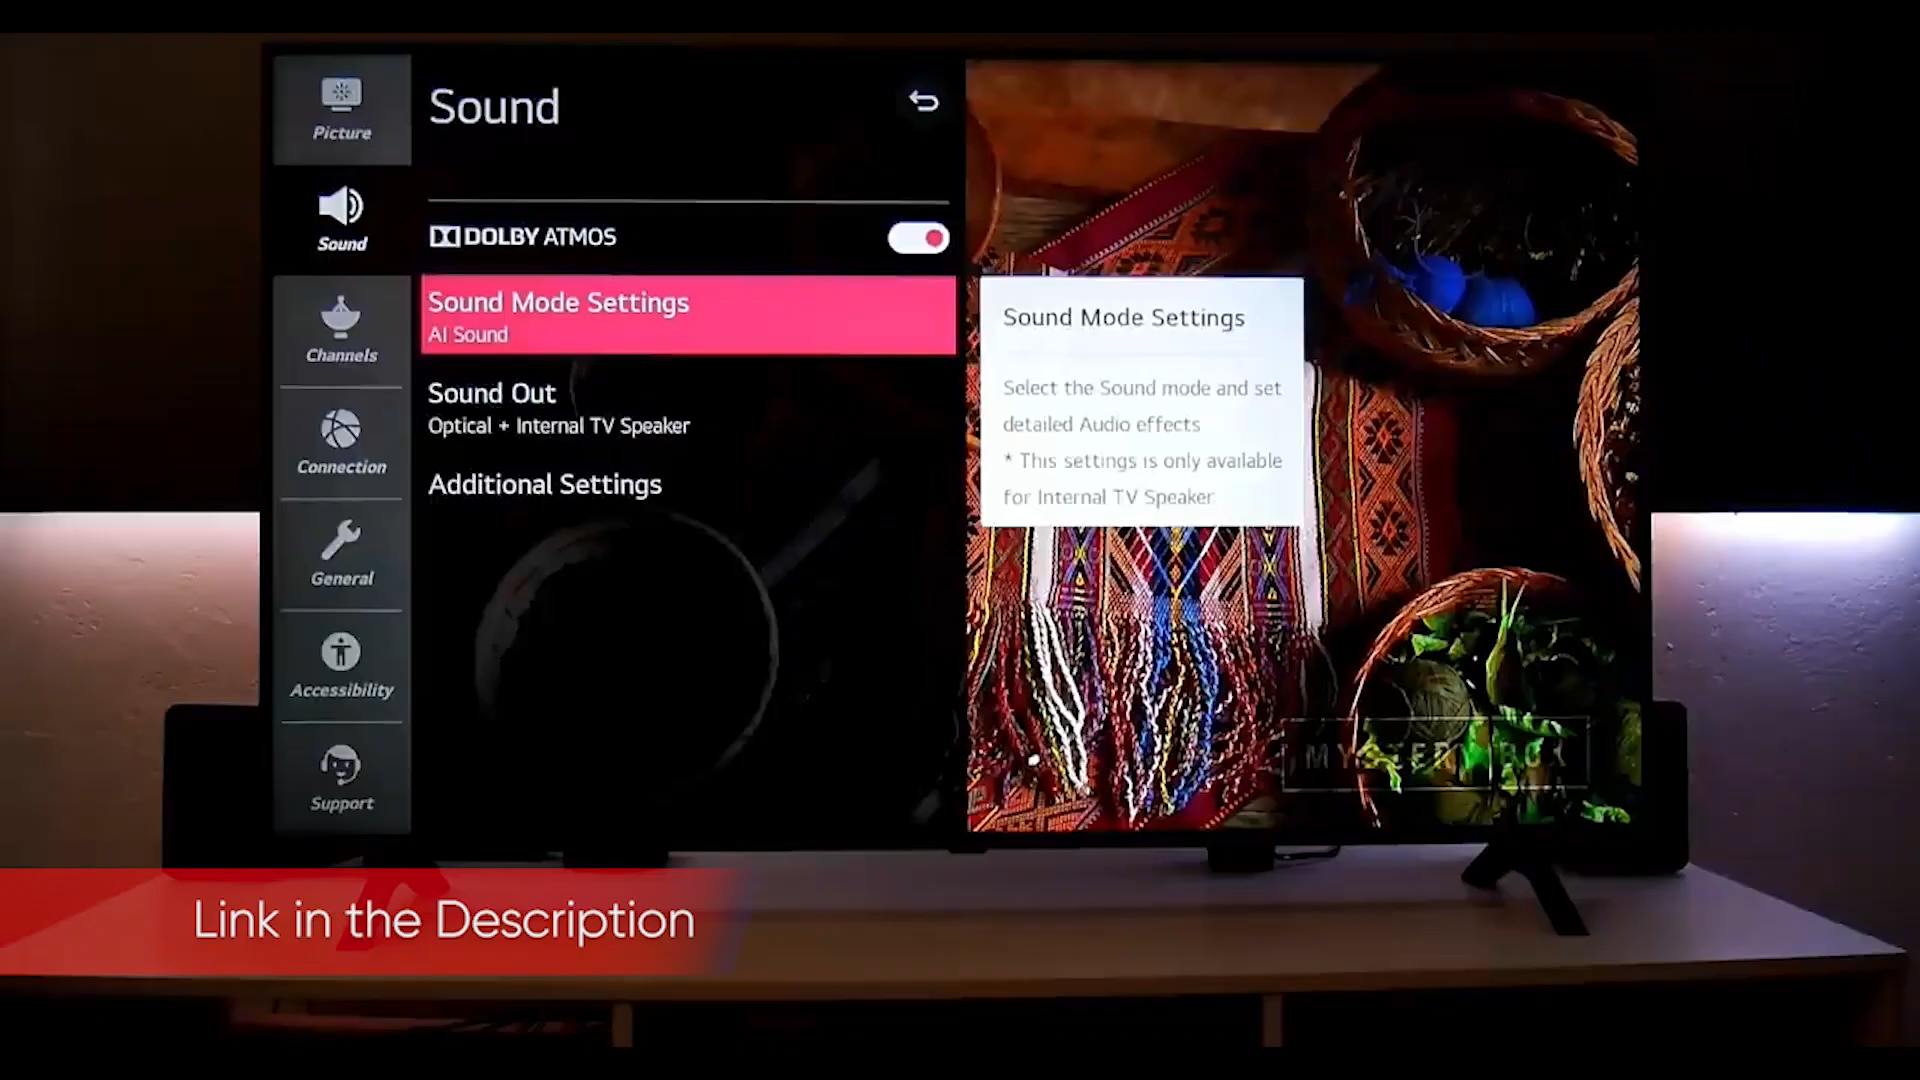 Picture
Sound
Channels
Connection
General
Accessibility
Support
Sound
DOLBY ATMOS
Sound Mode Settings
AI Sound
Sound Out
Optical + Internal TV Speaker
Additional Settings
Sound Mode Settings
Select the Sound mode and set
detailed Audio effects
* This settings is only available
for Internal TV Speaker
MYSTERY BOX
Link in the Description